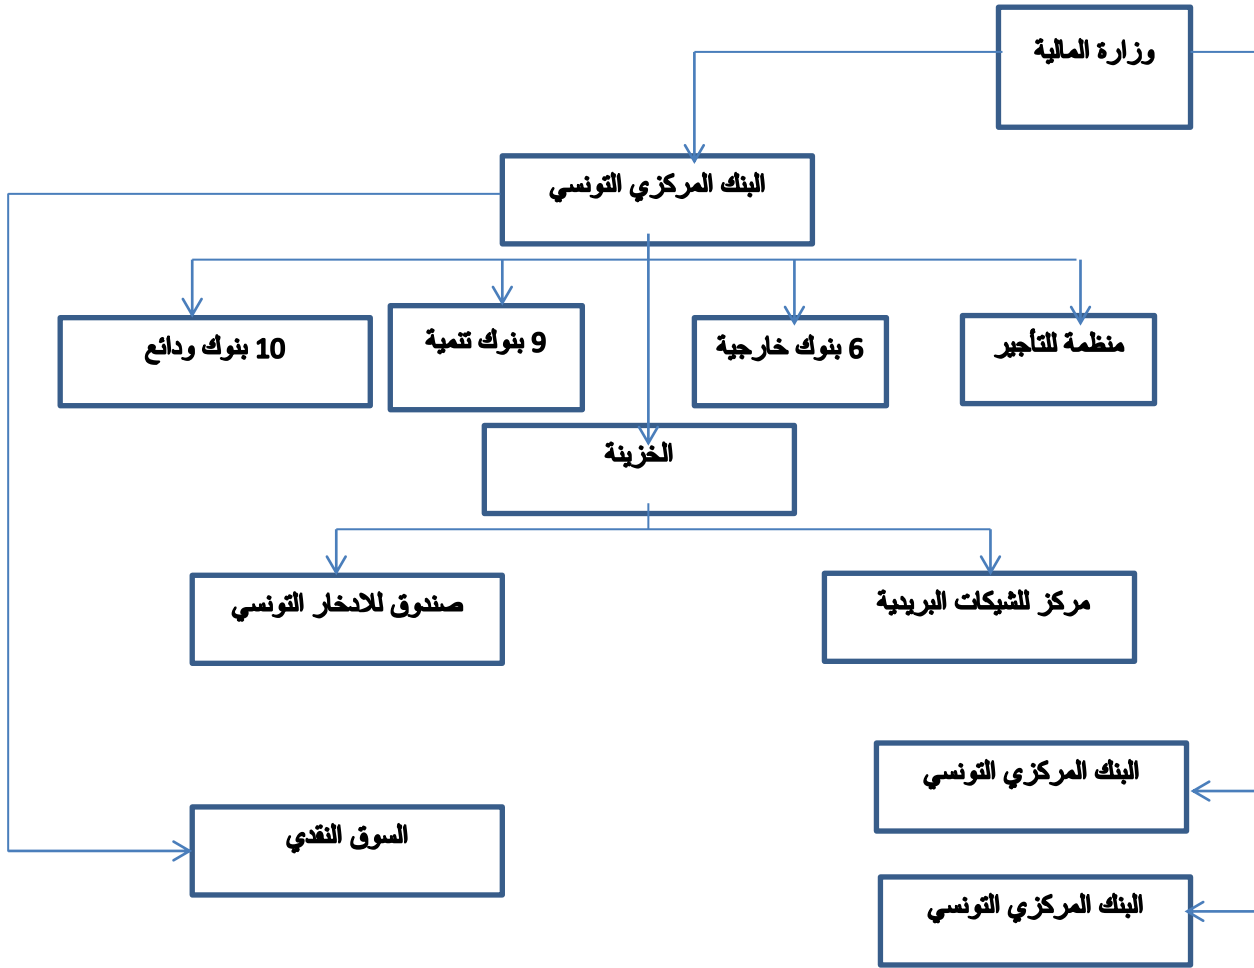 وزارة المالية
البنك المركزي التونسي
منظمة للتأجير
6 بنوك خارجية
9 بنوك تنمية
10 بنوك ودائع
الخزينة
مركز للشيكات البريدية
صندوق للادخار التونسي
البنك المركزي التونسي
السوق النقدي
البنك المركزي التونسي